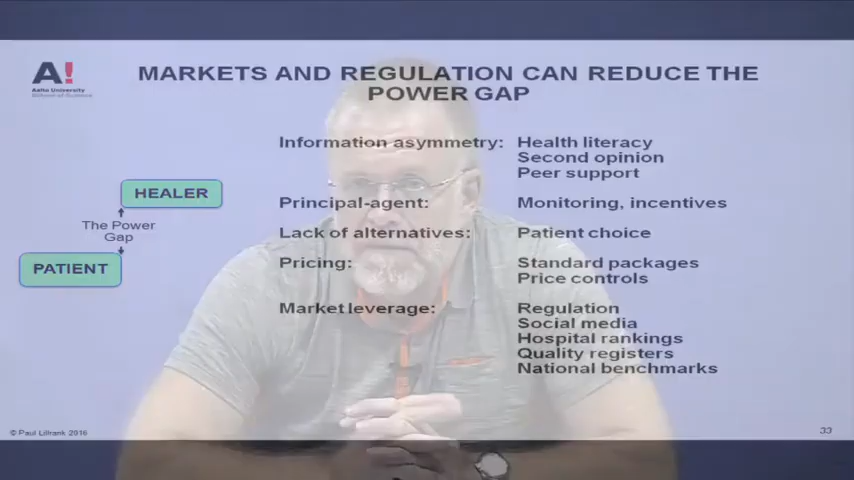 A!
Aalto University
School of Science
MARKETS AND REGULATION CAN REDUCE THE
POWER GAP
HEALER
The Power
Gap
PATIENT
Information asymmetry: Health literacy
Second opinion
Peer support
Principal-agent: Monitoring, incentives
Lack of alternatives: Patient choice
Pricing: Standard packages
Price controls
Market leverage: Regulation
Social media
Hospital rankings
Quality registers
National benchmarks
© Paul Lillrank 2016
33